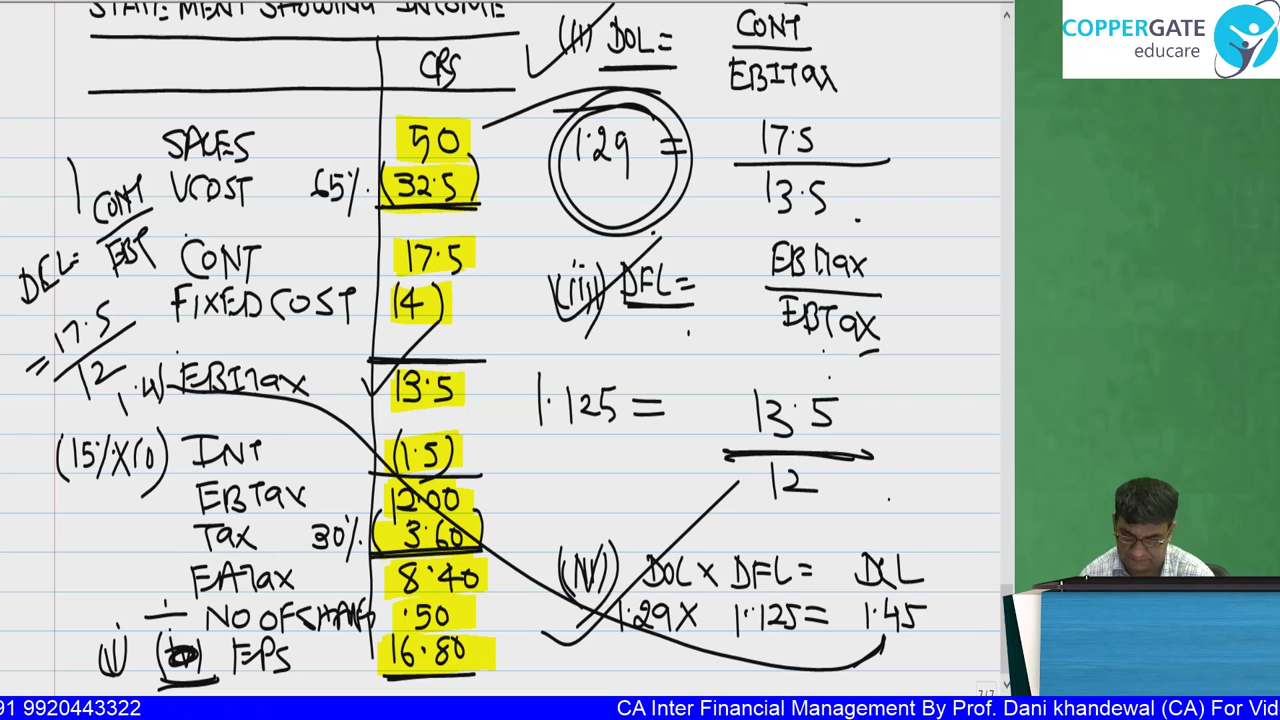 STATEMENT SHOWING INCOME
CRS
SALES 50
VCOST 65% (32.5)
CONT 17.5
FIXED COST (4)
EBITax 13.5
(15% X 10) INT (1.5)
EBTax 12.00
Tax 30% (3.60)
EATax 8.40
÷ NO OF SHARES .50
i) EPS 16.80
CONT
EBT
= 17.5
12
(ii) DOL = CONT
EBITax
1.29 = 17.5
13.5
(iii) DFL = EBITax
EBTax
1.125 = 13.5
12
(iv) DOL X DFL = DCL
1.29 X 1.125 = 1.45
7/7
COPPERGATE
educare
91 9920443322 CA Inter Financial Management By Prof. Dani khandewal (CA) For Vid